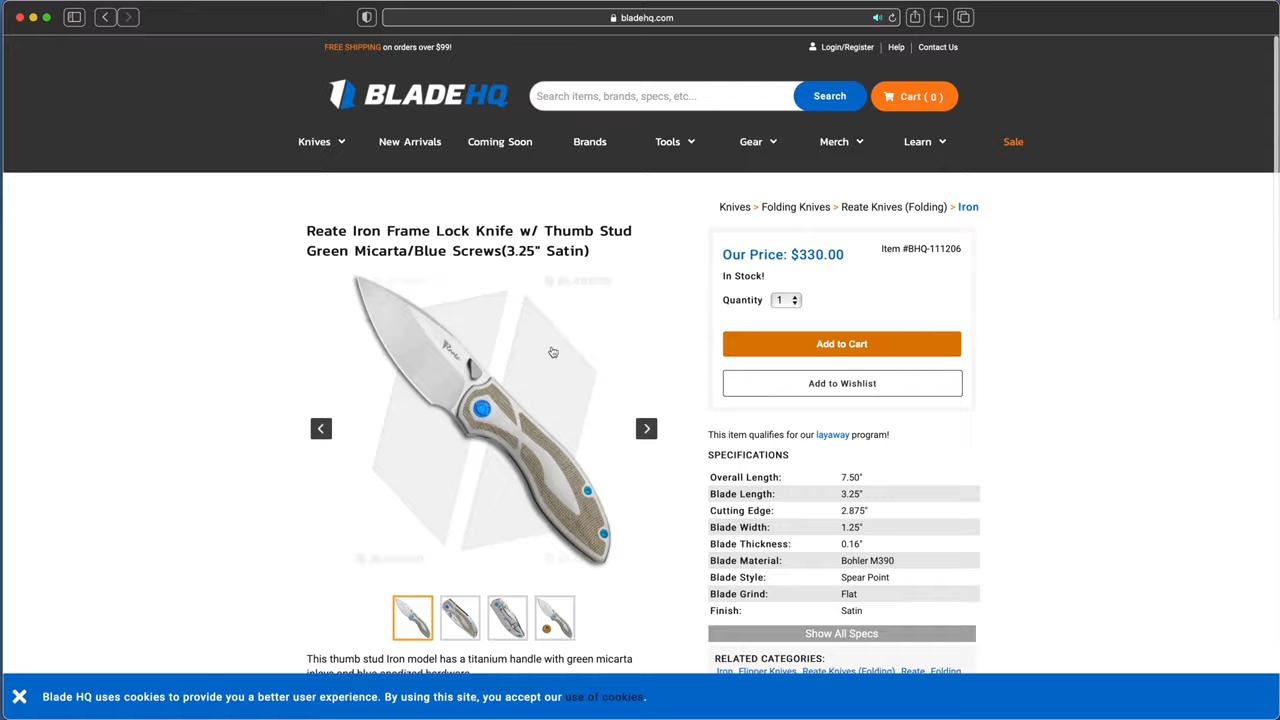 bladehq.com
FREE SHIPPING on orders over $99!
Login/Register
Help
Contact Us
BLADEHQ
Search items, brands, specs, etc...
Search
Cart ( 0 )
Knives
New Arrivals
Coming Soon
Brands
Tools
Gear
Merch
Learn
Sale
Knives > Folding Knives > Reate Knives (Folding) > Iron
Reate Iron Frame Lock Knife w/ Thumb Stud
Green Micarta/Blue Screws(3.25" Satin)
Our Price: $330.00
Item #BHQ-111206
In Stock!
Quantity 1
Add to Cart
Add to Wishlist
This item qualifies for our layaway program!
SPECIFICATIONS
Overall Length: 7.50"
Blade Length: 3.25"
Cutting Edge: 2.875"
Blade Width: 1.25"
Blade Thickness: 0.16"
Blade Material: Bohler M390
Blade Style: Spear Point
Blade Grind: Flat
Finish: Satin
Show All Specs
RELATED CATEGORIES:
Iron, Flipper Knives, Reate Knives (Folding), Reate, Folding
Reate
This thumb stud Iron model has a titanium handle with green micarta
inlays and blue anodized hardware.
Blade HQ uses cookies to provide you a better user experience. By using this site, you accept our use of cookies.